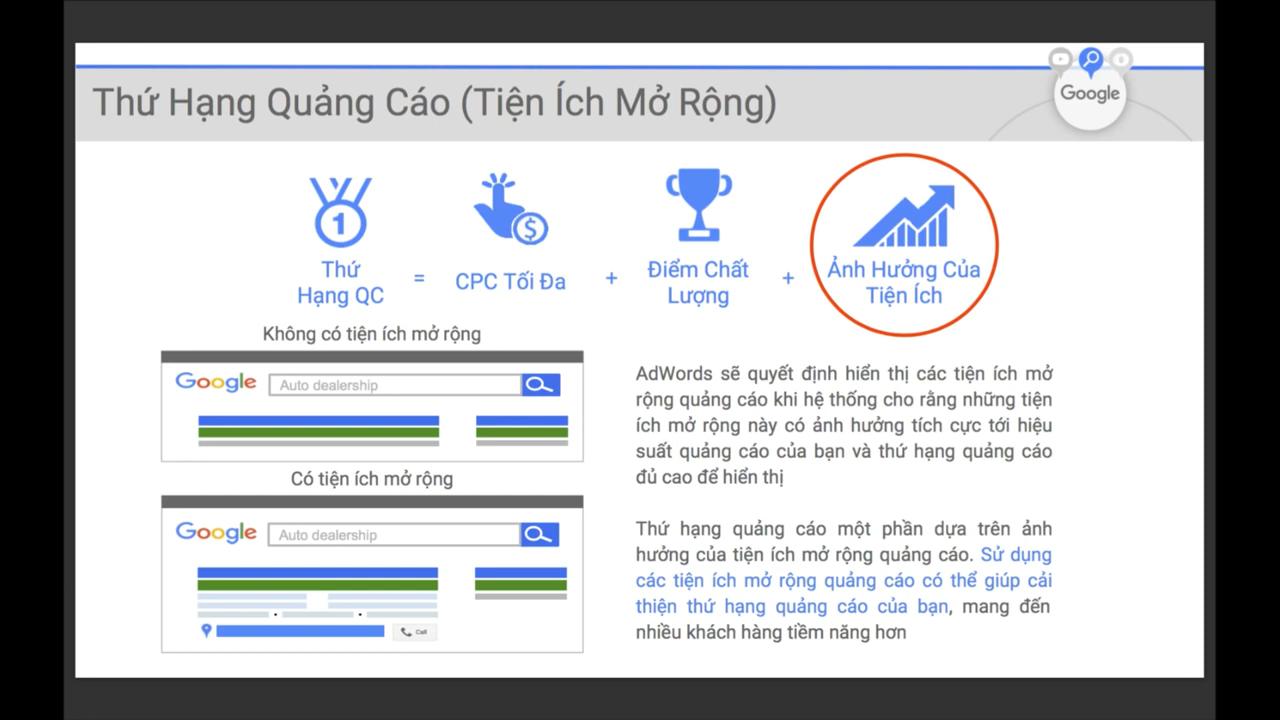 Thứ Hạng Quảng Cáo (Tiện Ích Mở Rộng)
Google
1
$
Thứ
Hạng QC
=
CPC Tối Đa
+
Điểm Chất
Lượng
+
Ảnh Hưởng Của
Tiện Ích
Không có tiện ích mở rộng
Google
Auto dealership
Có tiện ích mở rộng
Google
Auto dealership
Call
AdWords sẽ quyết định hiển thị các tiện ích mở
rộng quảng cáo khi hệ thống cho rằng những tiện
ích mở rộng này có ảnh hưởng tích cực tới hiệu
suất quảng cáo của bạn và thứ hạng quảng cáo
đủ cao để hiển thị
Thứ hạng quảng cáo một phần dựa trên ảnh
hưởng của tiện ích mở rộng quảng cáo. Sử dụng
các tiện ích mở rộng quảng cáo có thể giúp cải
thiện thứ hạng quảng cáo của bạn, mang đến
nhiều khách hàng tiềm năng hơn